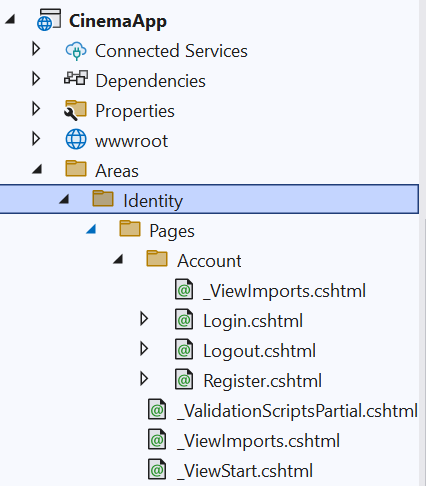 CinemaApp
Connected Services
Dependencies
Properties
wwwroot
Areas
Identity
Pages
Account
_ViewImports.cshtml
Login.cshtml
Logout.cshtml
Register.cshtml
_ValidationScriptsPartial.cshtml
_ViewImports.cshtml
_ViewStart.cshtml